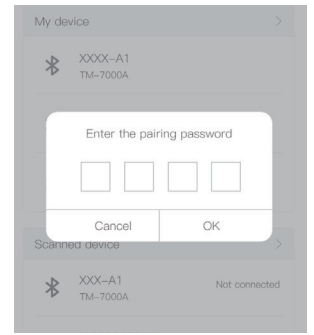 My device >
XXXX-A1
TM-7000A
Enter the pairing password
Cancel OK
Scanned device >
XXX-A1 Not connected
TM-7000A